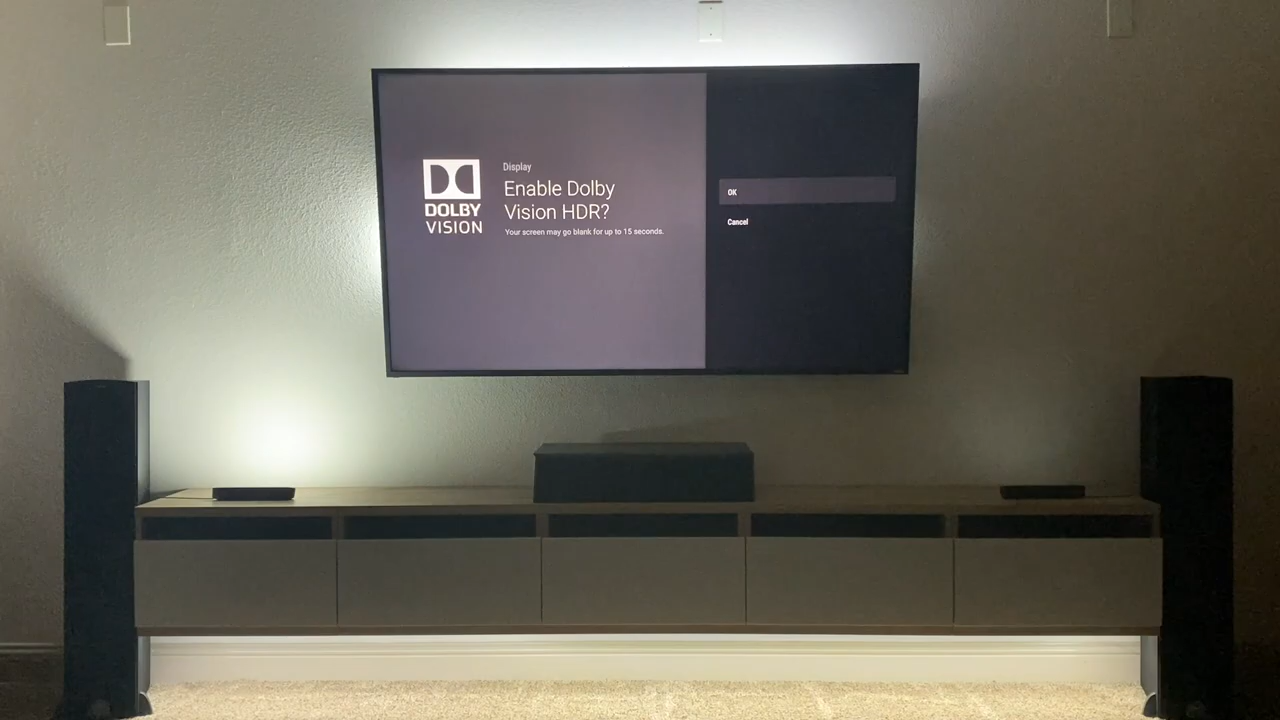 DOLBY
VISION
Display
Enable Dolby
Vision HDR?
Your screen may go blank for up to 15 seconds.
OK
Cancel